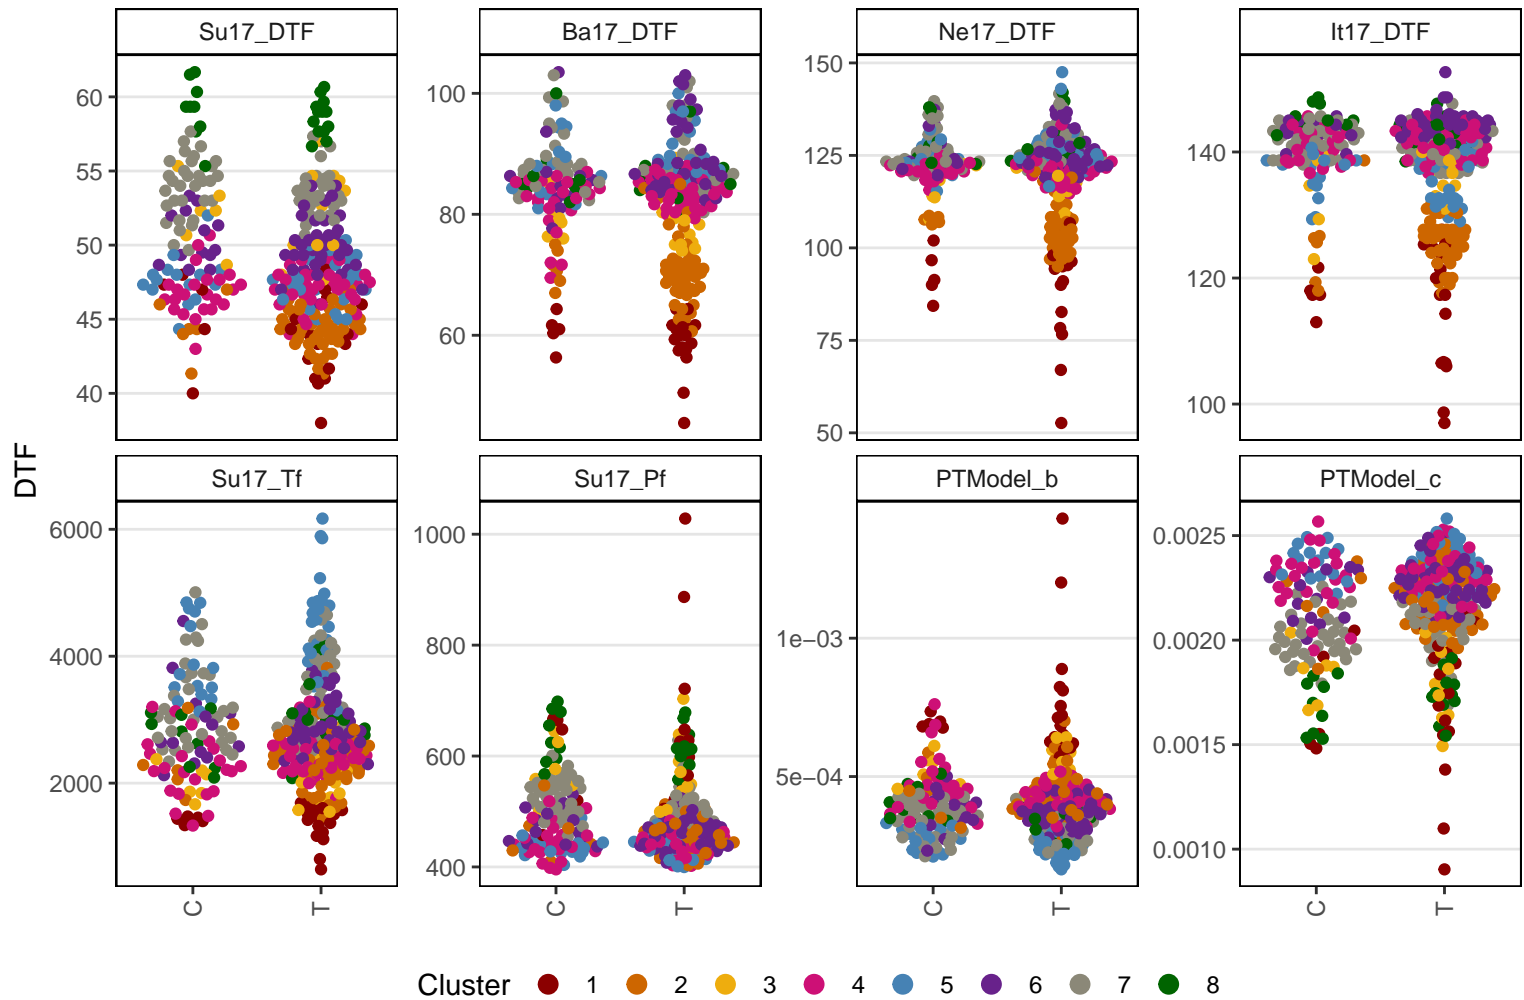 Su17_DTF
Ba17_DTF
Ne17_DTF
It17_DTF
60
55
50
45
40
100
80
60
150
125
100
75
50
140
120
100
DTF
Su17_Tf
Su17_Pf
PTModel_b
PTModel_c
6000
4000
2000
1000
800
600
400
1e−03
5e−04
0.0025
0.0020
0.0015
0.0010
C T C T C T C T
Cluster 1 2 3 4 5 6 7 8